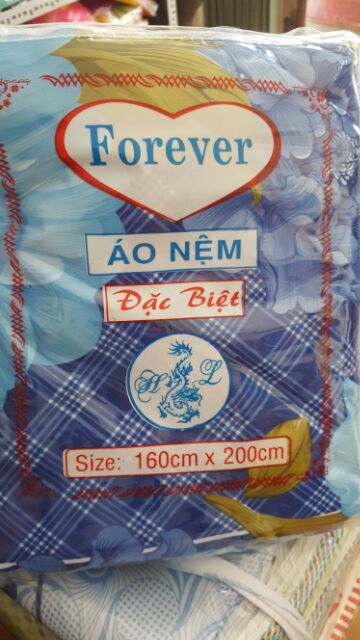 Forever
ÁO NỆM
Đặc Biệt
H L
Size: 160cm x 200cm